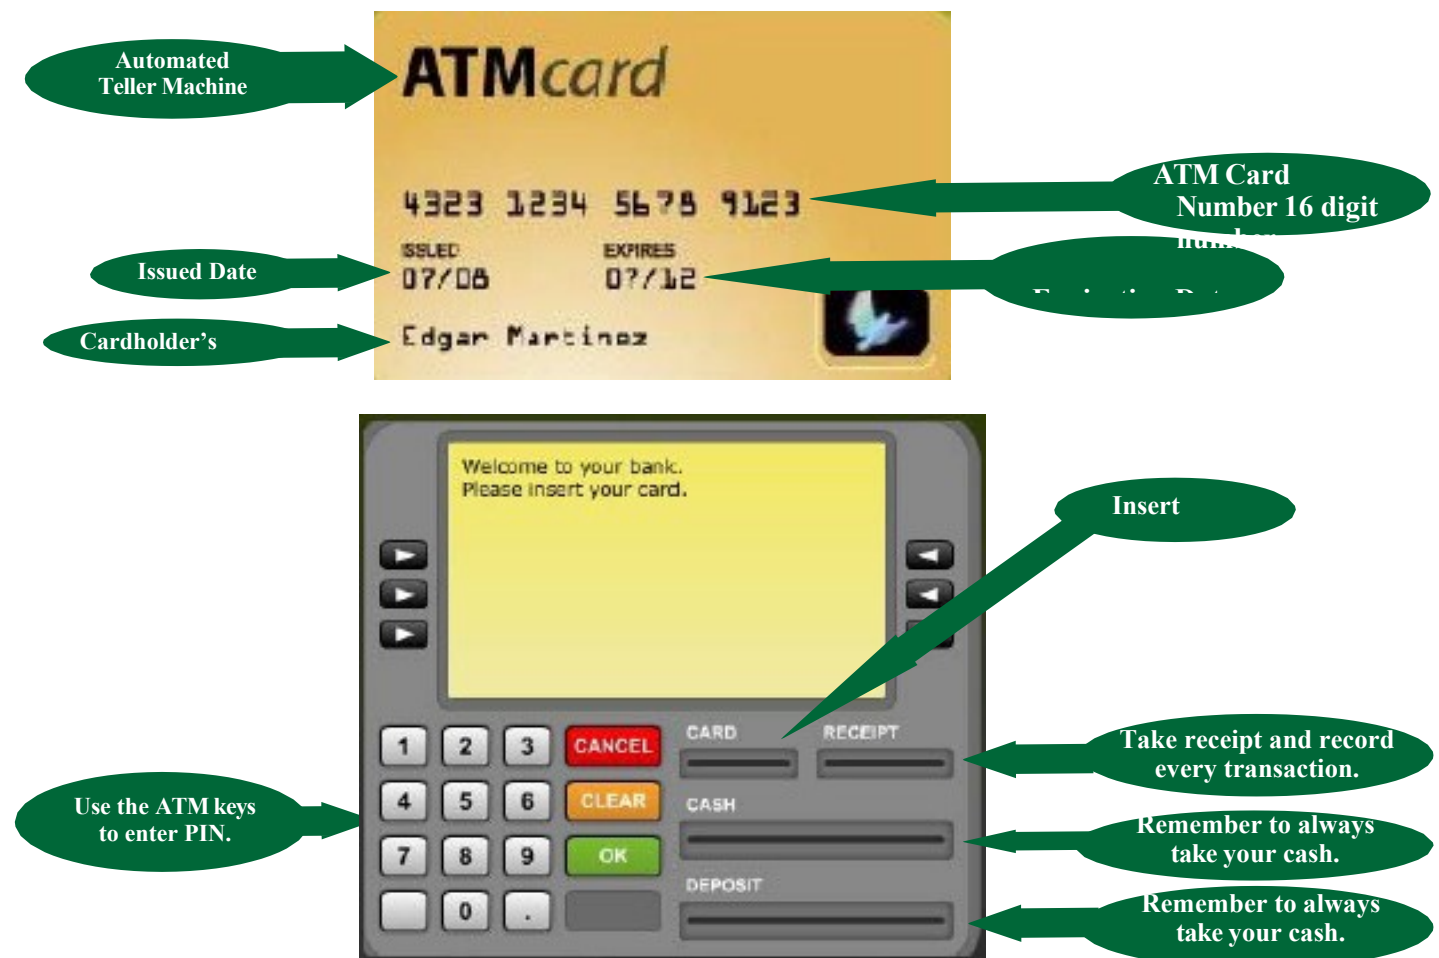 Automated
Teller Machine
ATMcard
4323 1234 5678 9123
ATM Card
Number 16 digit
number
ISSUED
EXPIRES
Issued Date
07/08
07/12
Cardholder's
Edgar Martinez
Welcome to your bank.
Please insert your card.
Insert
1 2 3 CANCEL
CARD
RECEIPT
Take receipt and record
every transaction.
4 5 6 CLEAR
CASH
Use the ATM keys
to enter PIN.
Remember to always
take your cash.
7 8 9 OK
DEPOSIT
0 .
Remember to always
take your cash.